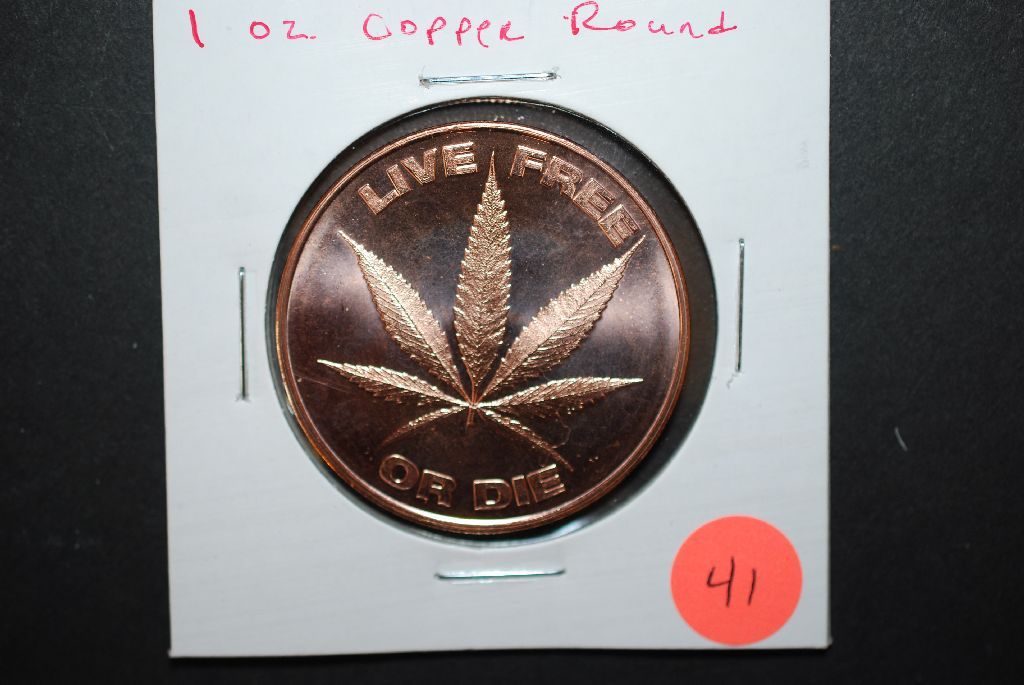 1 oz. Copper Round
LIVE FREE
OR DIE
41